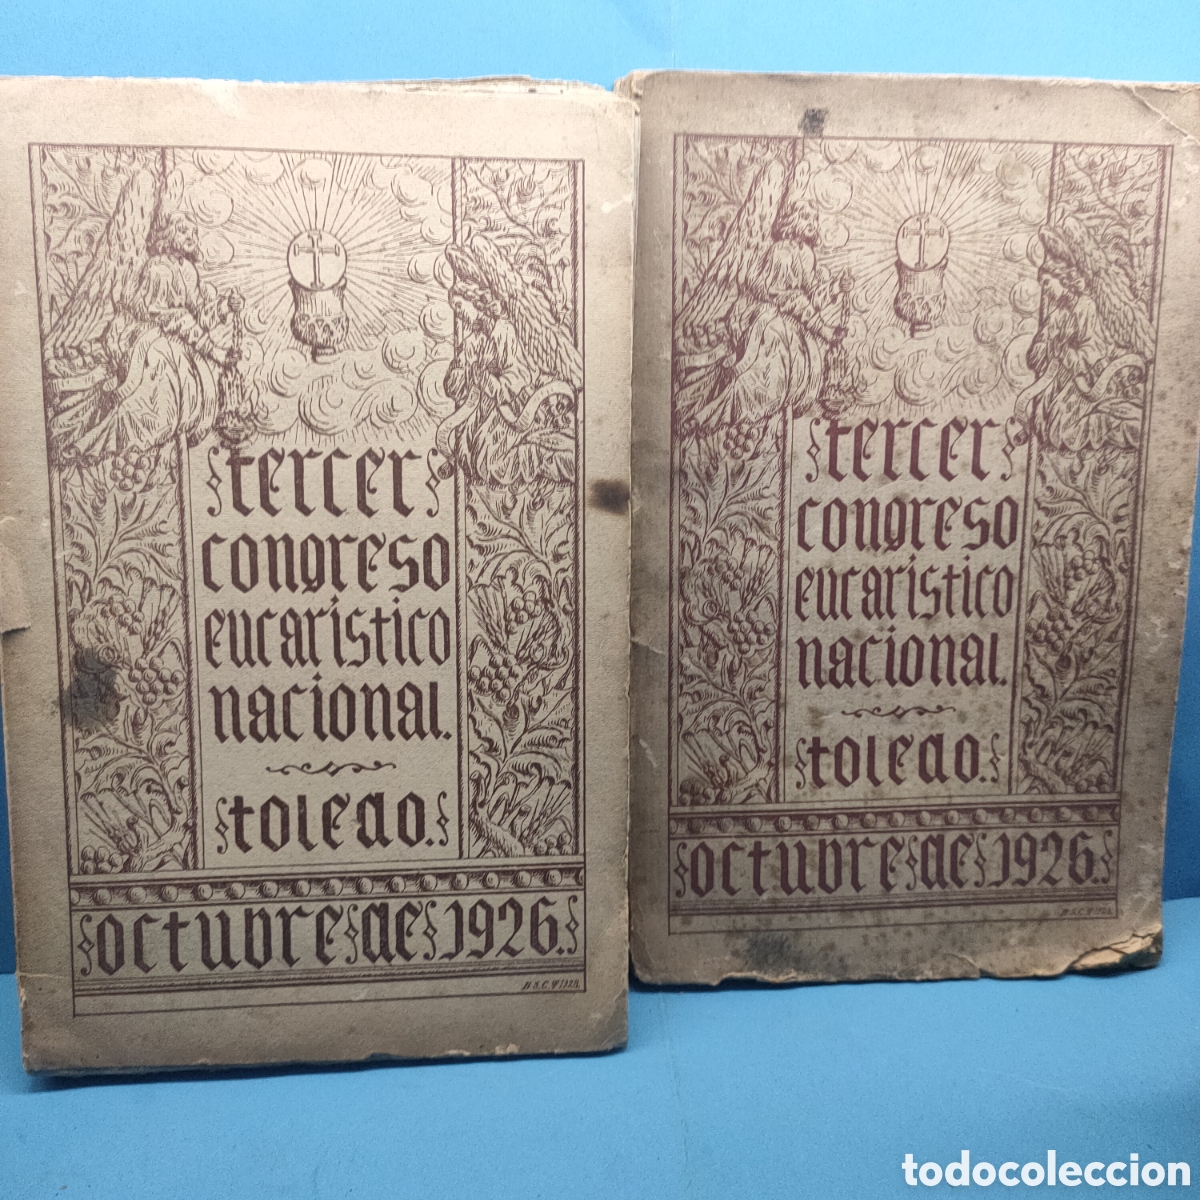 tercer
congreso
eucaristico
nacional.
toledo.
octubre de 1926.
tercer
congreso
eucaristico
nacional.
toledo.
octubre de 1926.
todocoleccion